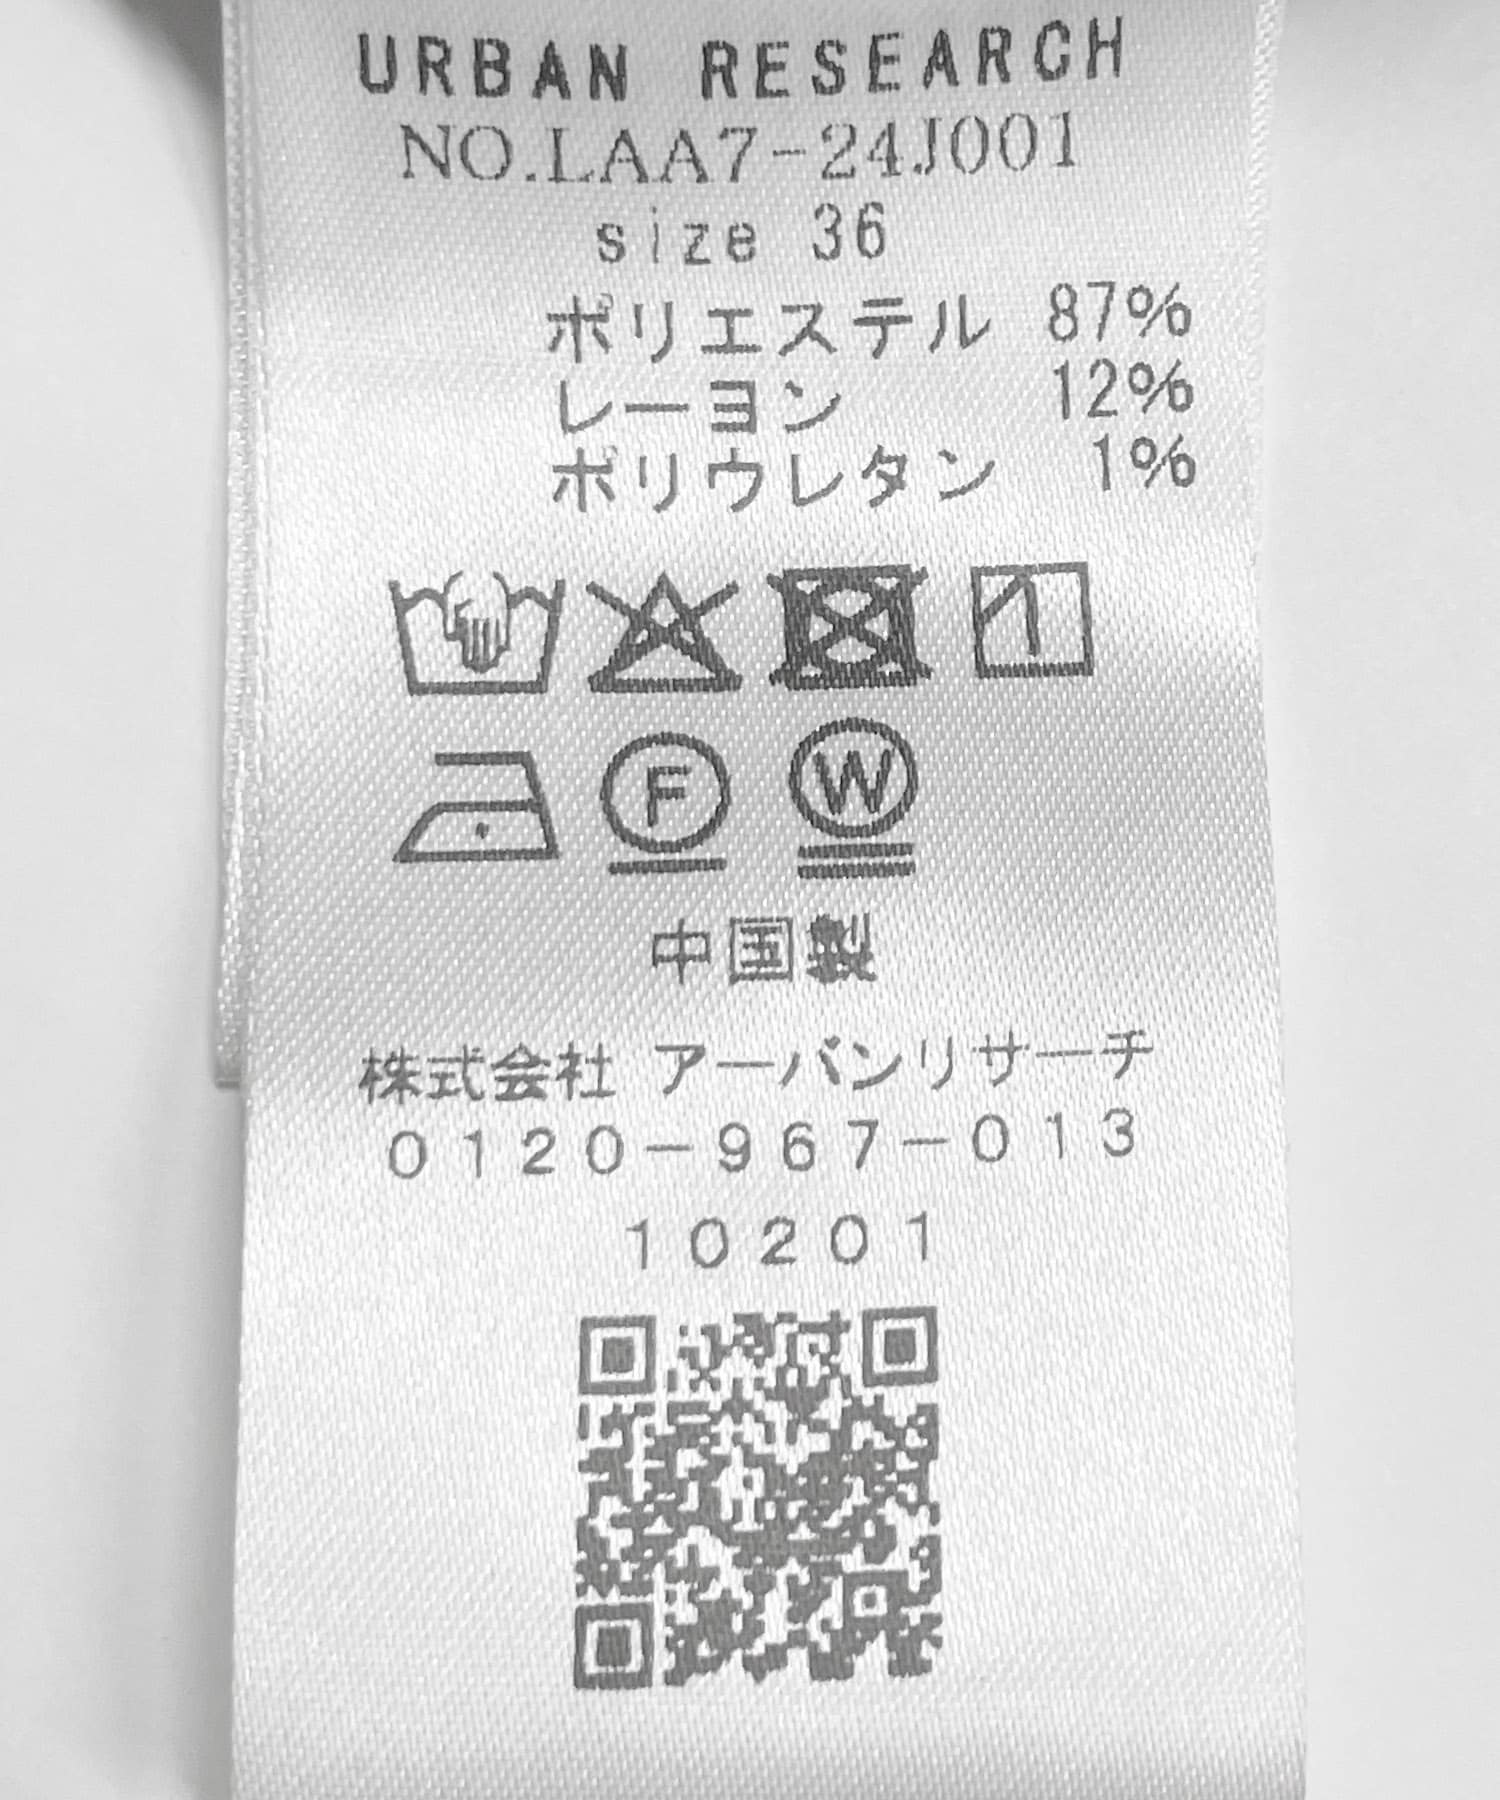 URBAN RESEARCH
NO.LAA7-24J001
size 36
ポリエステル 87%
レーヨン 12%
ポリウレタン 1%
F W
中国製
株式会社 アーバンリサーチ
0120-967-013
10201